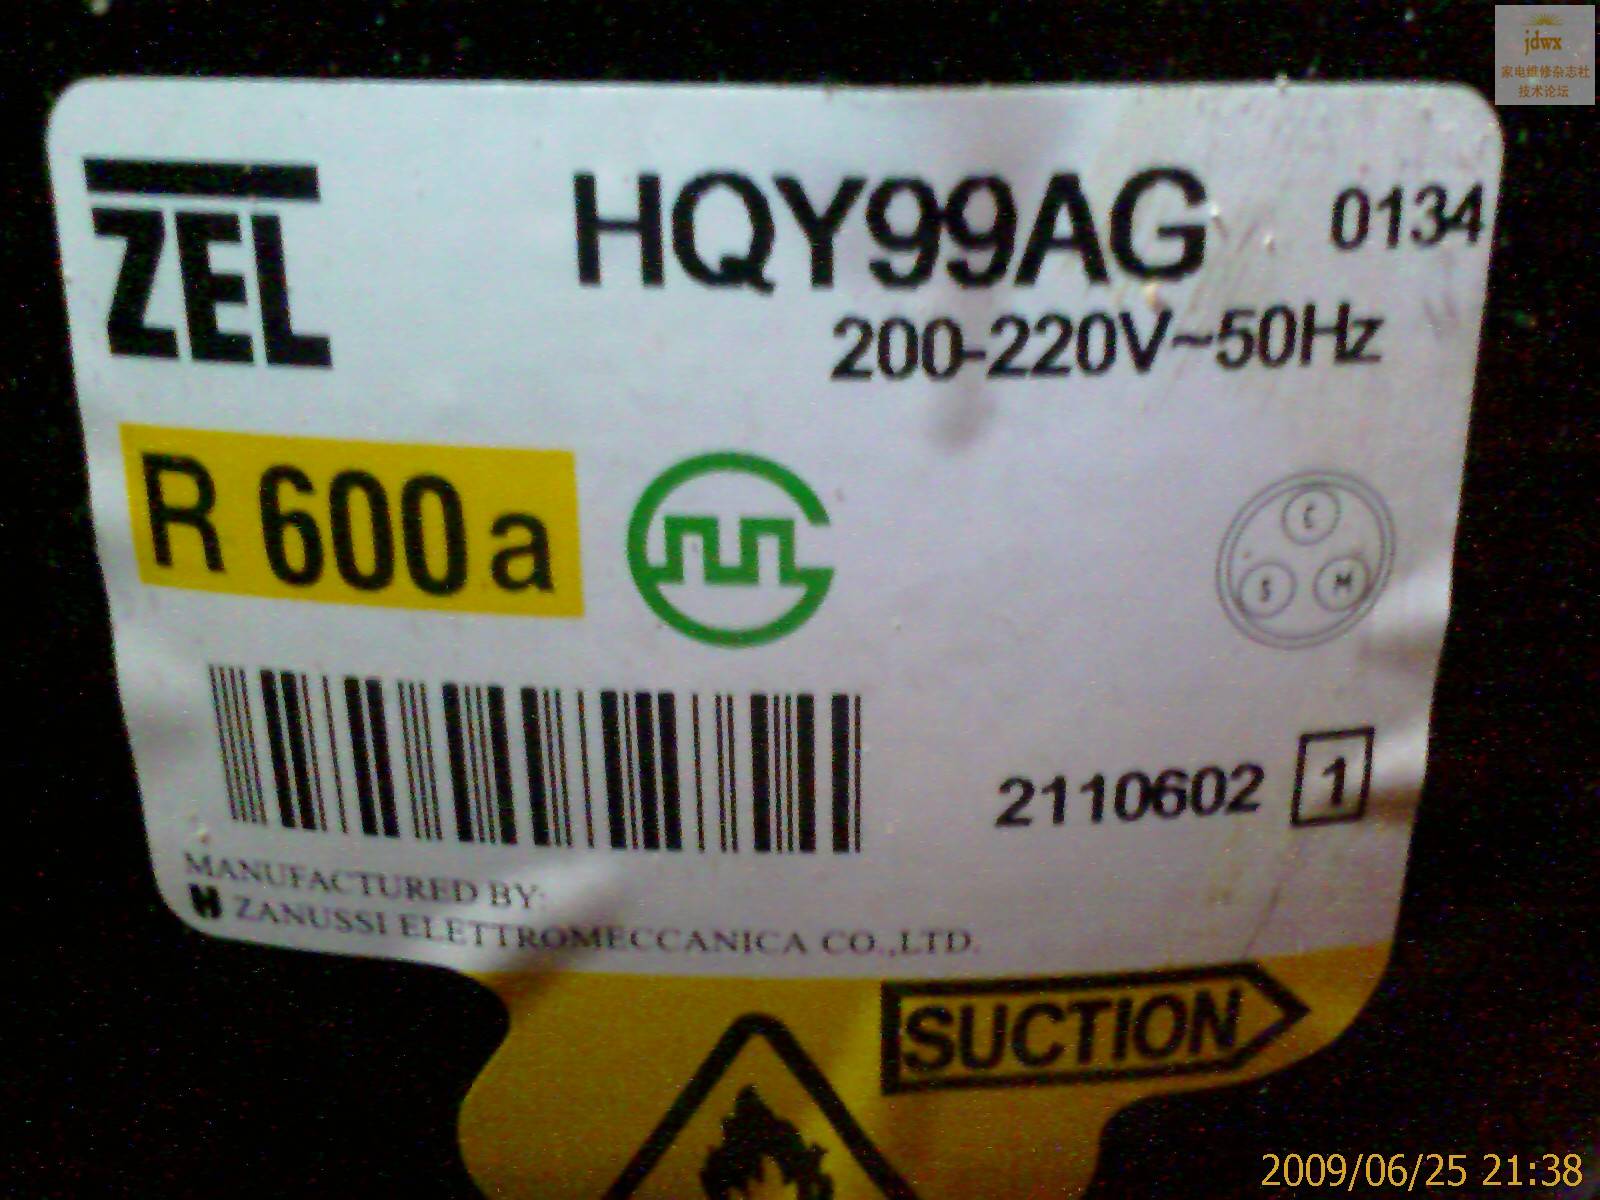 jdwx
家电维修杂志社
技术论坛
ZEL
HQY99AG
0134
200-220V~50Hz
R 600a
C
S M
2110602 1
MANUFACTURED BY:
ZANUSSI ELETTROMECCANICA CO.,LTD.
SUCTION
2009/06/25 21:38